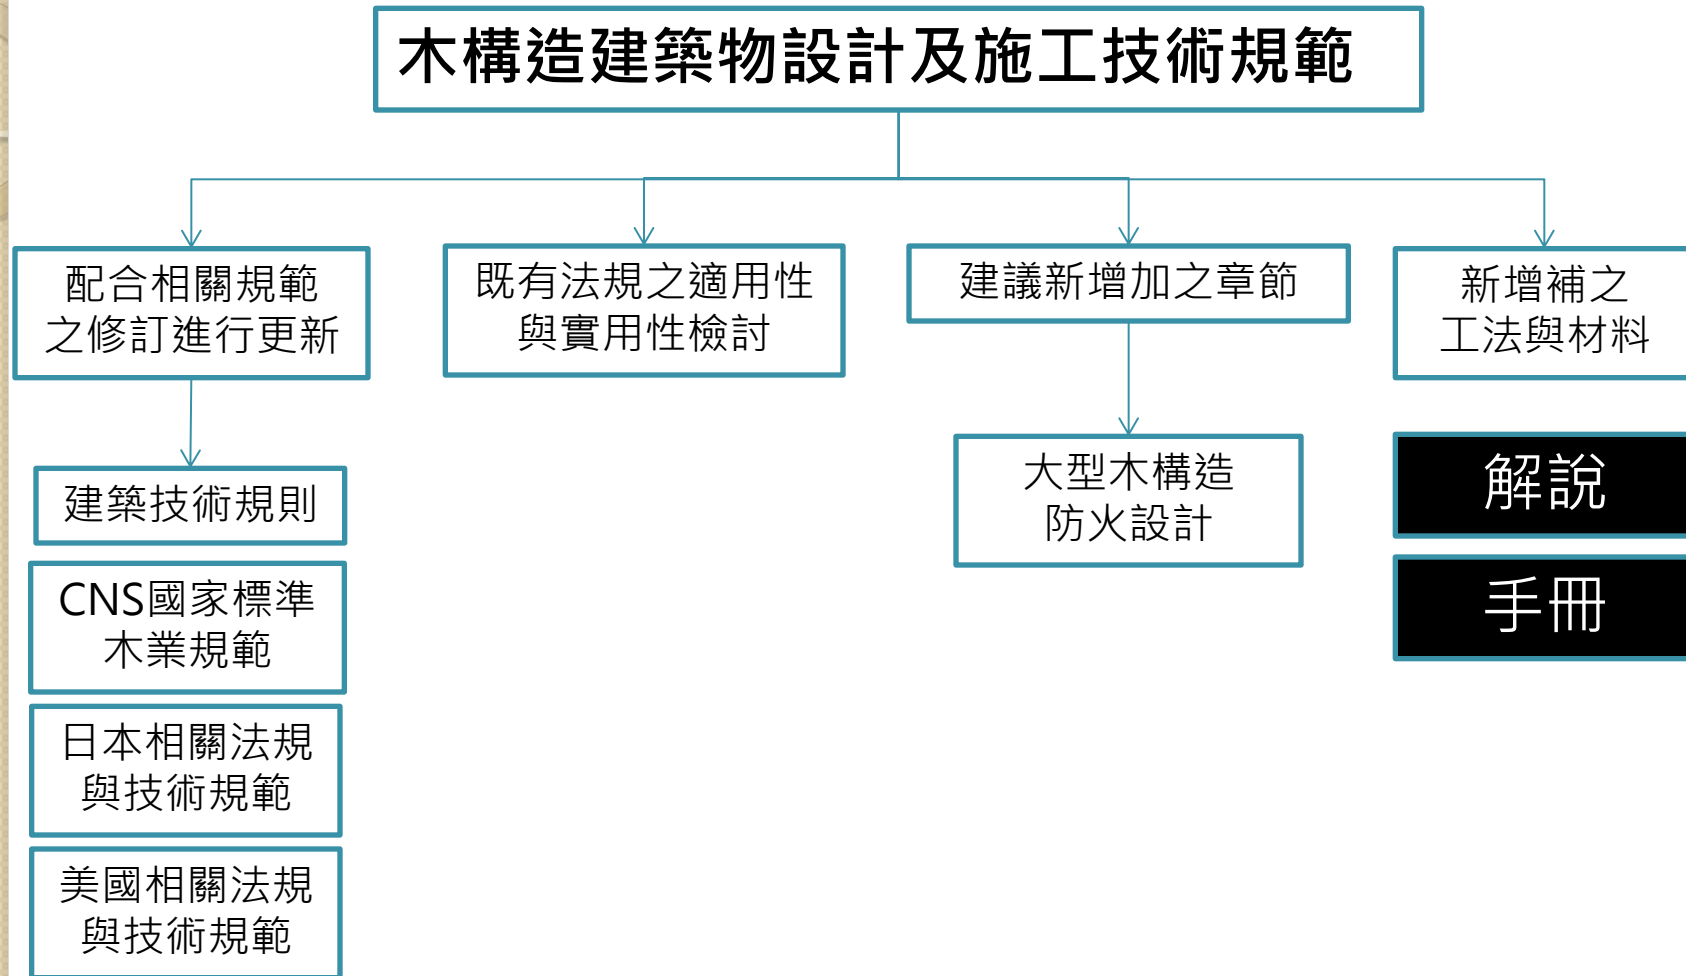 木構造建築物設計及施工技術規範
配合相關規範
之修訂進行更新
既有法規之適用性
與實用性檢討
建議新增加之章節
新增補之
工法與材料
建築技術規則
CNS國家標準
木業規範
日本相關法規
與技術規範
美國相關法規
與技術規範
大型木構造
防火設計
解說
手冊